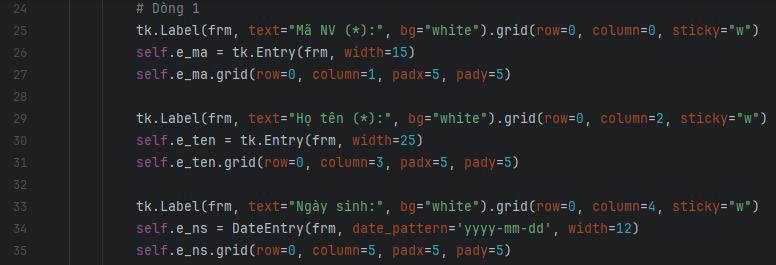 24 # Dòng 1
25 tk.Label(frm, text="Mã NV (*):", bg="white").grid(row=0, column=0, sticky="w")
26 self.e_ma = tk.Entry(frm, width=15)
27 self.e_ma.grid(row=0, column=1, padx=5, pady=5)
28
29 tk.Label(frm, text="Họ tên (*):", bg="white").grid(row=0, column=2, sticky="w")
30 self.e_ten = tk.Entry(frm, width=25)
31 self.e_ten.grid(row=0, column=3, padx=5, pady=5)
32
33 tk.Label(frm, text="Ngày sinh:", bg="white").grid(row=0, column=4, sticky="w")
34 self.e_ns = DateEntry(frm, date_pattern='yyyy-mm-dd', width=12)
35 self.e_ns.grid(row=0, column=5, padx=5, pady=5)